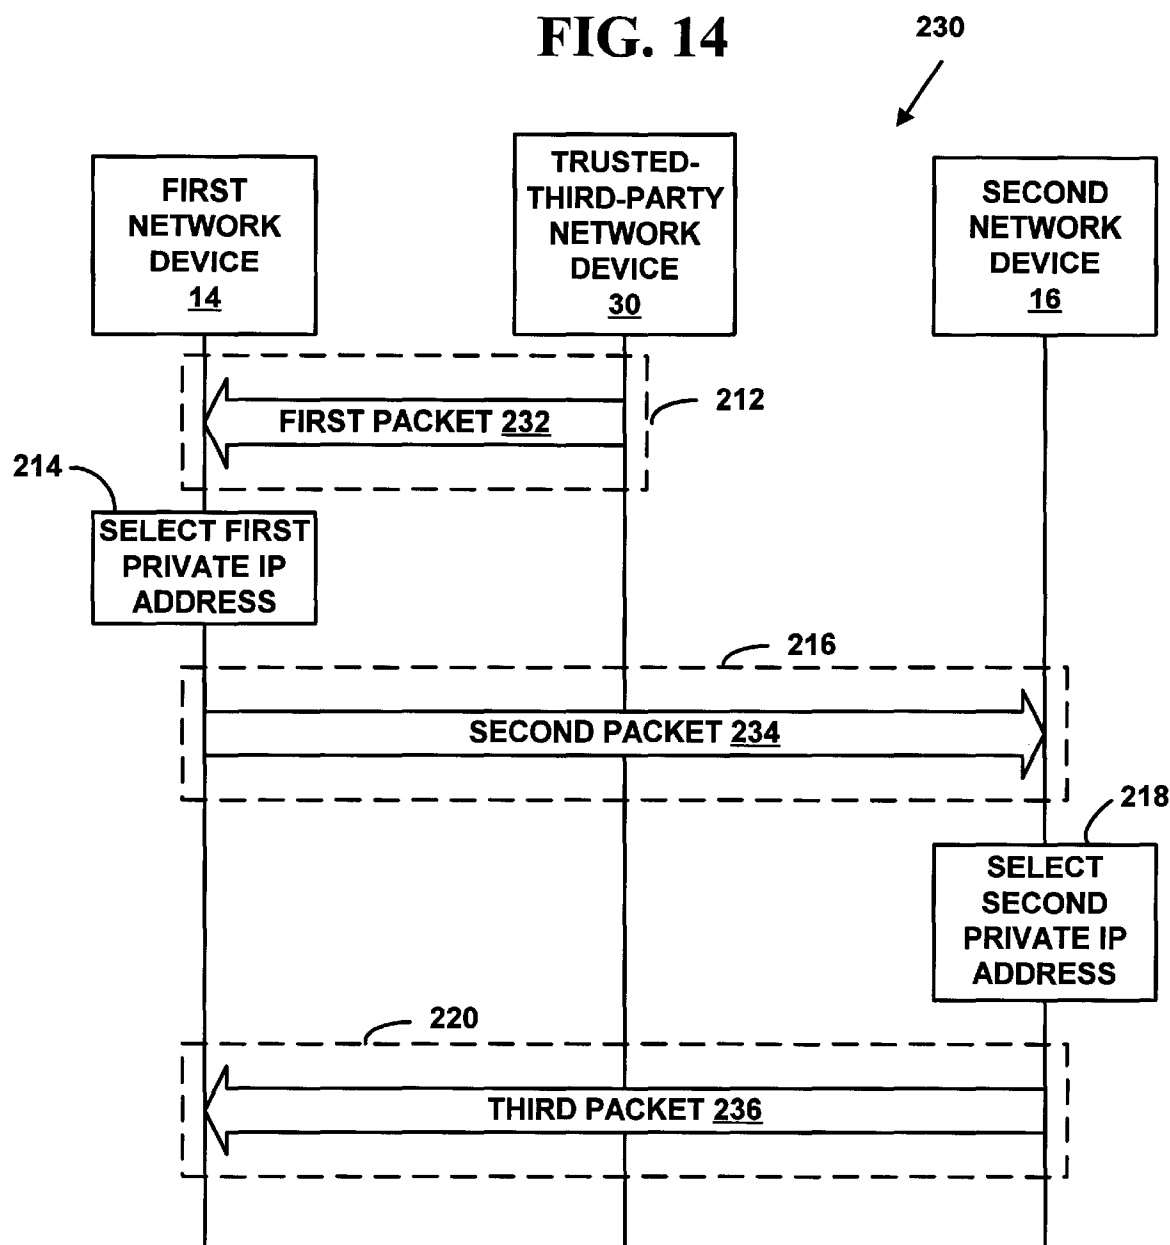 FIG. 14
230
FIRST
NETWORK
DEVICE
14
TRUSTED-
THIRD-PARTY
NETWORK
DEVICE
30
SECOND
NETWORK
DEVICE
16
212
FIRST PACKET 232
214
SELECT FIRST
PRIVATE IP
ADDRESS
216
SECOND PACKET 234
218
SELECT
SECOND
PRIVATE IP
ADDRESS
220
THIRD PACKET 236